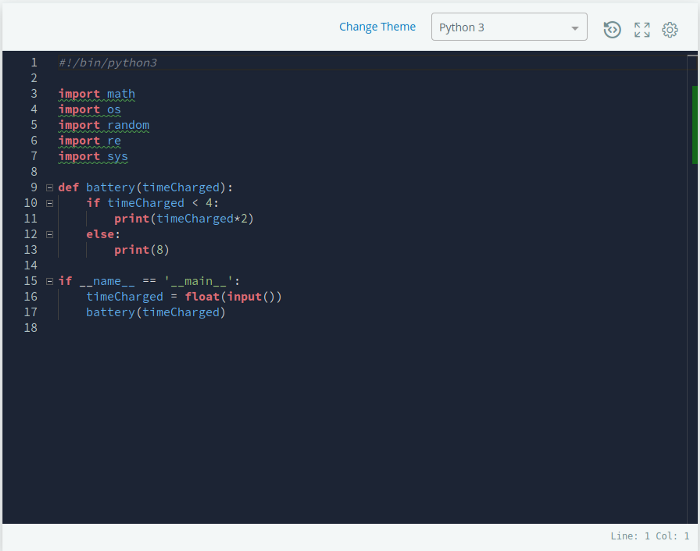 Change Theme Python 3
1 #!/bin/python3
2
3 import math
4 import os
5 import random
6 import re
7 import sys
8
9 def battery(timeCharged):
10     if timeCharged < 4:
11         print(timeCharged*2)
12     else:
13         print(8)
14
15 if __name__ == '__main__':
16     timeCharged = float(input())
17     battery(timeCharged)
18
Line: 1 Col: 1